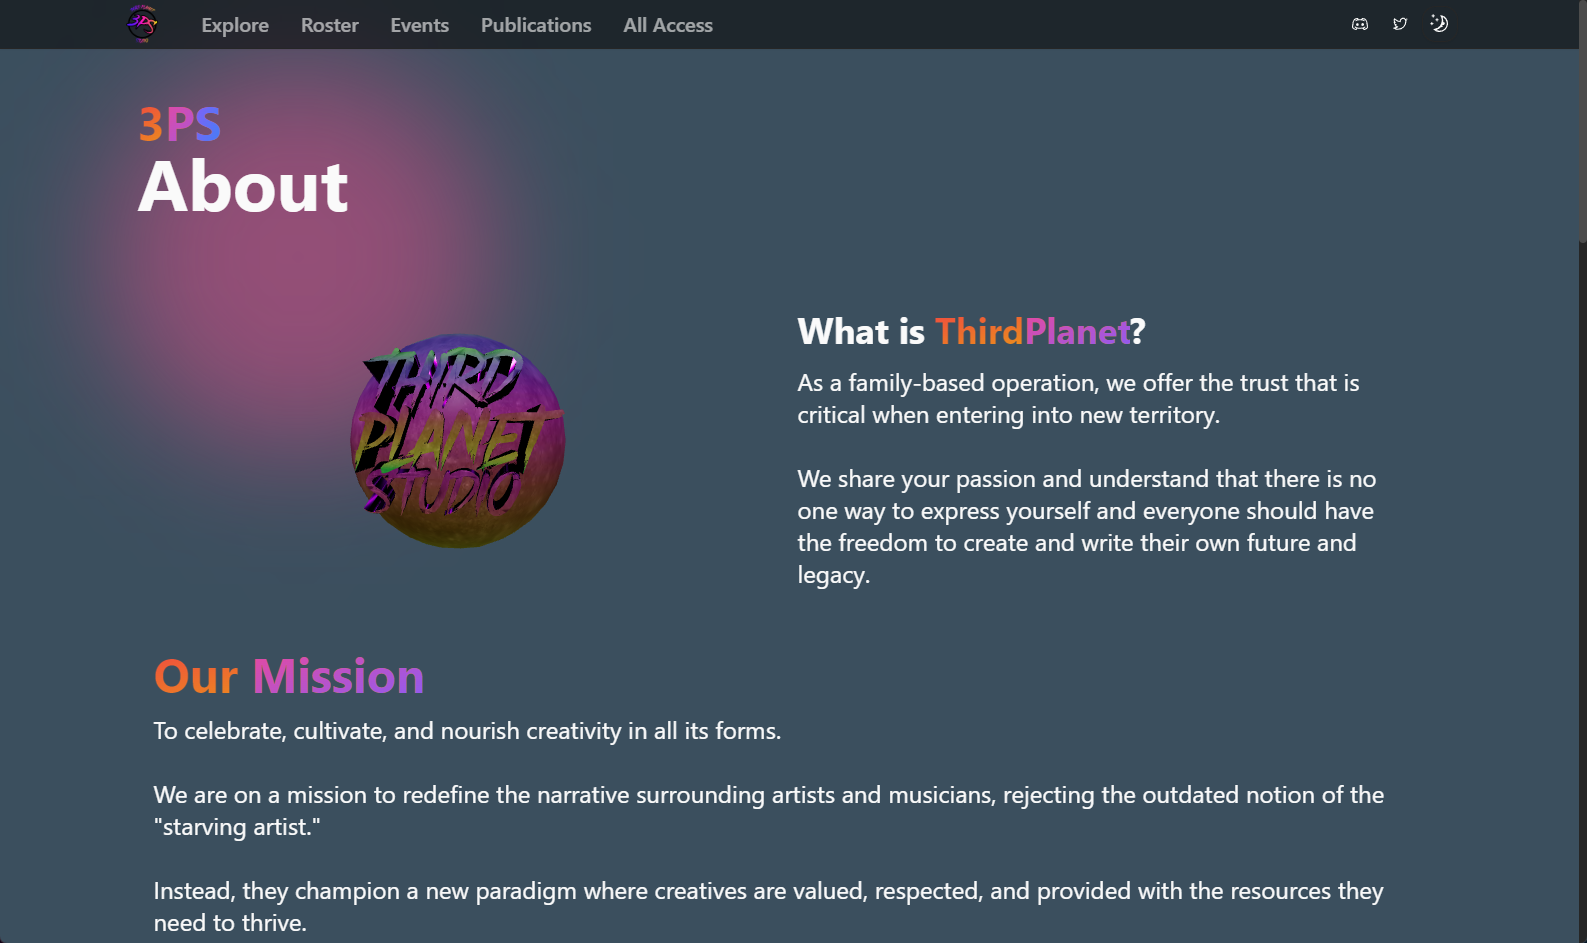 3PS
Explore
Roster
Events
Publications
All Access
3PS
About
THIRD
PLANET
STUDIO
What is ThirdPlanet?
As a family-based operation, we offer the trust that is
critical when entering into new territory.
We share your passion and understand that there is no
one way to express yourself and everyone should have
the freedom to create and write their own future and
legacy.
Our Mission
To celebrate, cultivate, and nourish creativity in all its forms.
We are on a mission to redefine the narrative surrounding artists and musicians, rejecting the outdated notion of the
"starving artist."
Instead, they champion a new paradigm where creatives are valued, respected, and provided with the resources they
need to thrive.